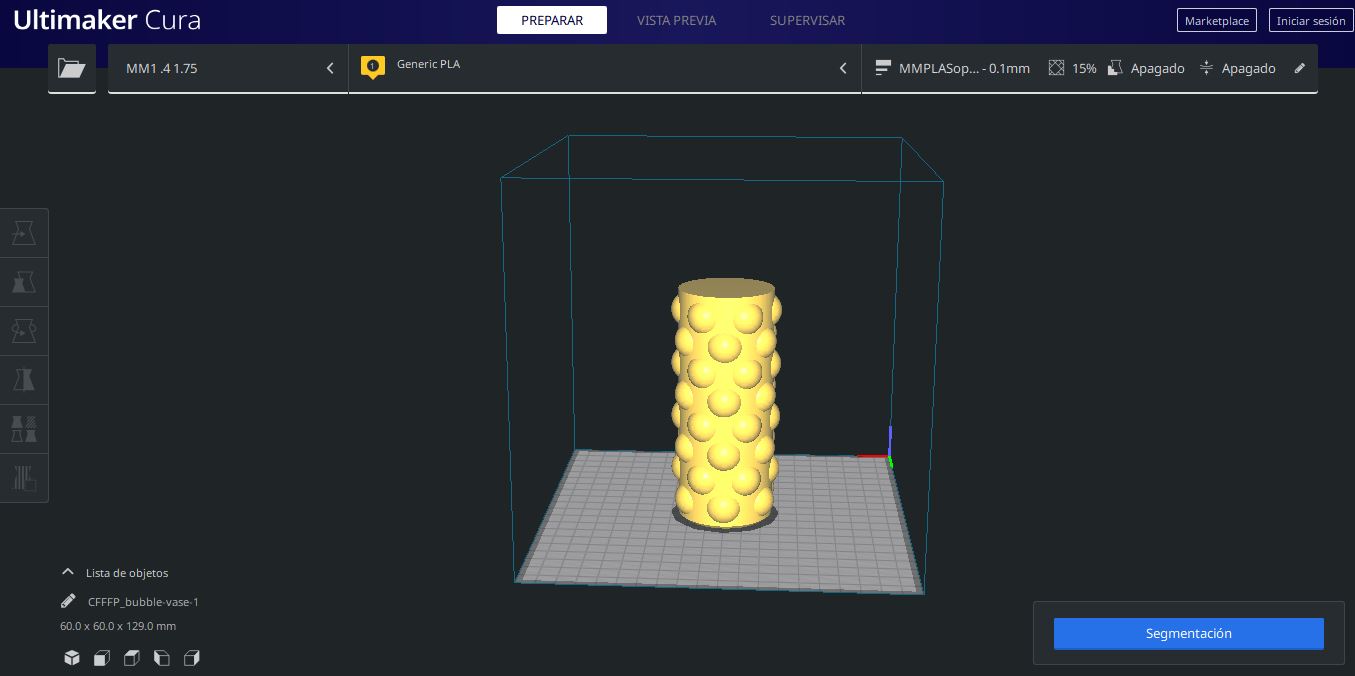 Ultimaker Cura
PREPARAR
VISTA PREVIA
SUPERVISAR
Marketplace
Iniciar sesión
MM1 .4 1.75
1
Generic PLA
MMPLASop... - 0.1mm
15%
Apagado
Apagado
Lista de objetos
CFFFP_bubble-vase-1
60.0 x 60.0 x 129.0 mm
Segmentación